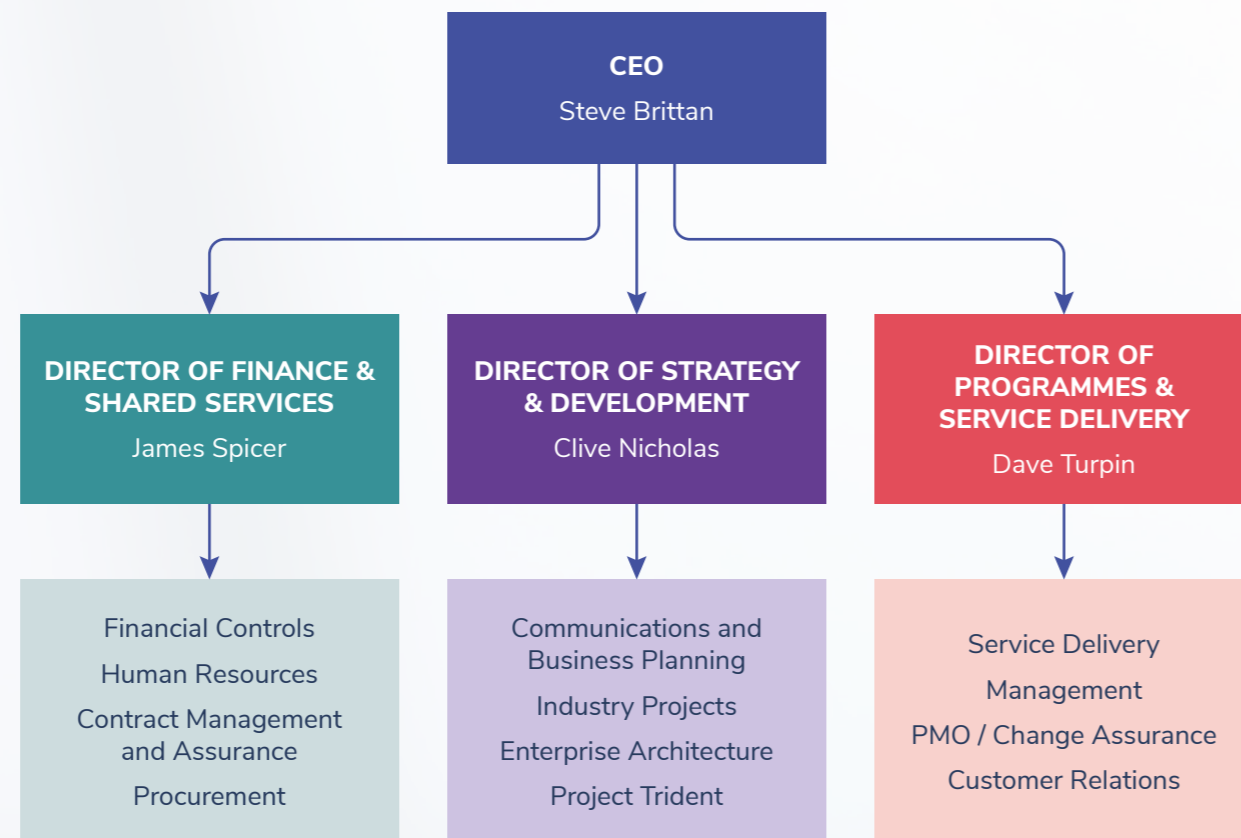 CEO
Steve Brittan
DIRECTOR OF FINANCE &
SHARED SERVICES
James Spicer
DIRECTOR OF STRATEGY
& DEVELOPMENT
Clive Nicholas
DIRECTOR OF
PROGRAMMES &
SERVICE DELIVERY
Dave Turpin
Financial Controls
Human Resources
Contract Management
and Assurance
Procurement
Communications and
Business Planning
Industry Projects
Enterprise Architecture
Project Trident
Service Delivery
Management
PMO / Change Assurance
Customer Relations